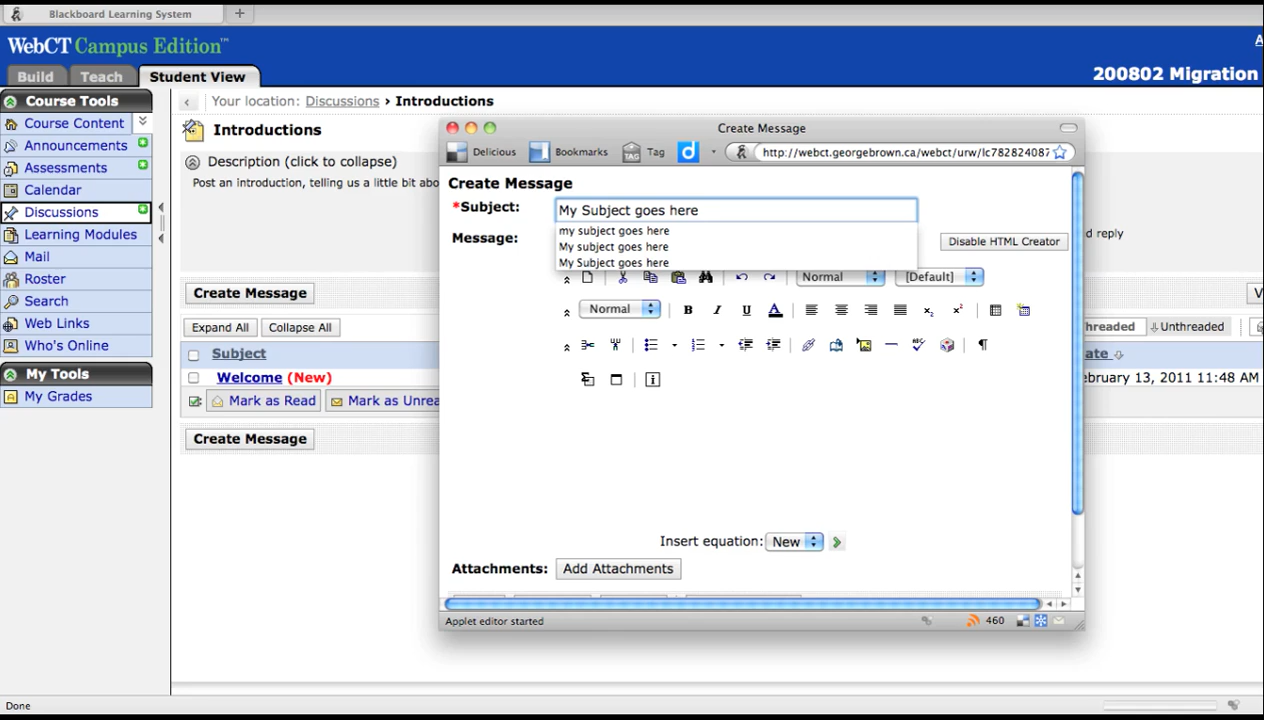 Blackboard Learning System
WebCT Campus Edition™
Build Teach Student View
200802 Migration
Course Tools
Course Content
Announcements
Assessments
Calendar
Discussions
Learning Modules
Mail
Roster
Search
Web Links
Who's Online
My Tools
My Grades
Your location: Discussions › Introductions
Introductions
Description (click to collapse)
Post an introduction, telling us a little bit abo
d reply
Create Message
Expand All Collapse All
hreaded Unthreaded
Subject
ate
Welcome (New)
ebruary 13, 2011 11:48 AM
Mark as Read Mark as Unrea
Create Message
Create Message
Delicious Bookmarks Tag
http://webct.georgebrown.ca/webct/urw/lc782824087
Create Message
*Subject: My Subject goes here
my subject goes here
My subject goes here
My Subject goes here
Message:
Disable HTML Creator
Normal [Default]
Normal B I U A
Insert equation: New
Attachments: Add Attachments
Applet editor started
460
Done